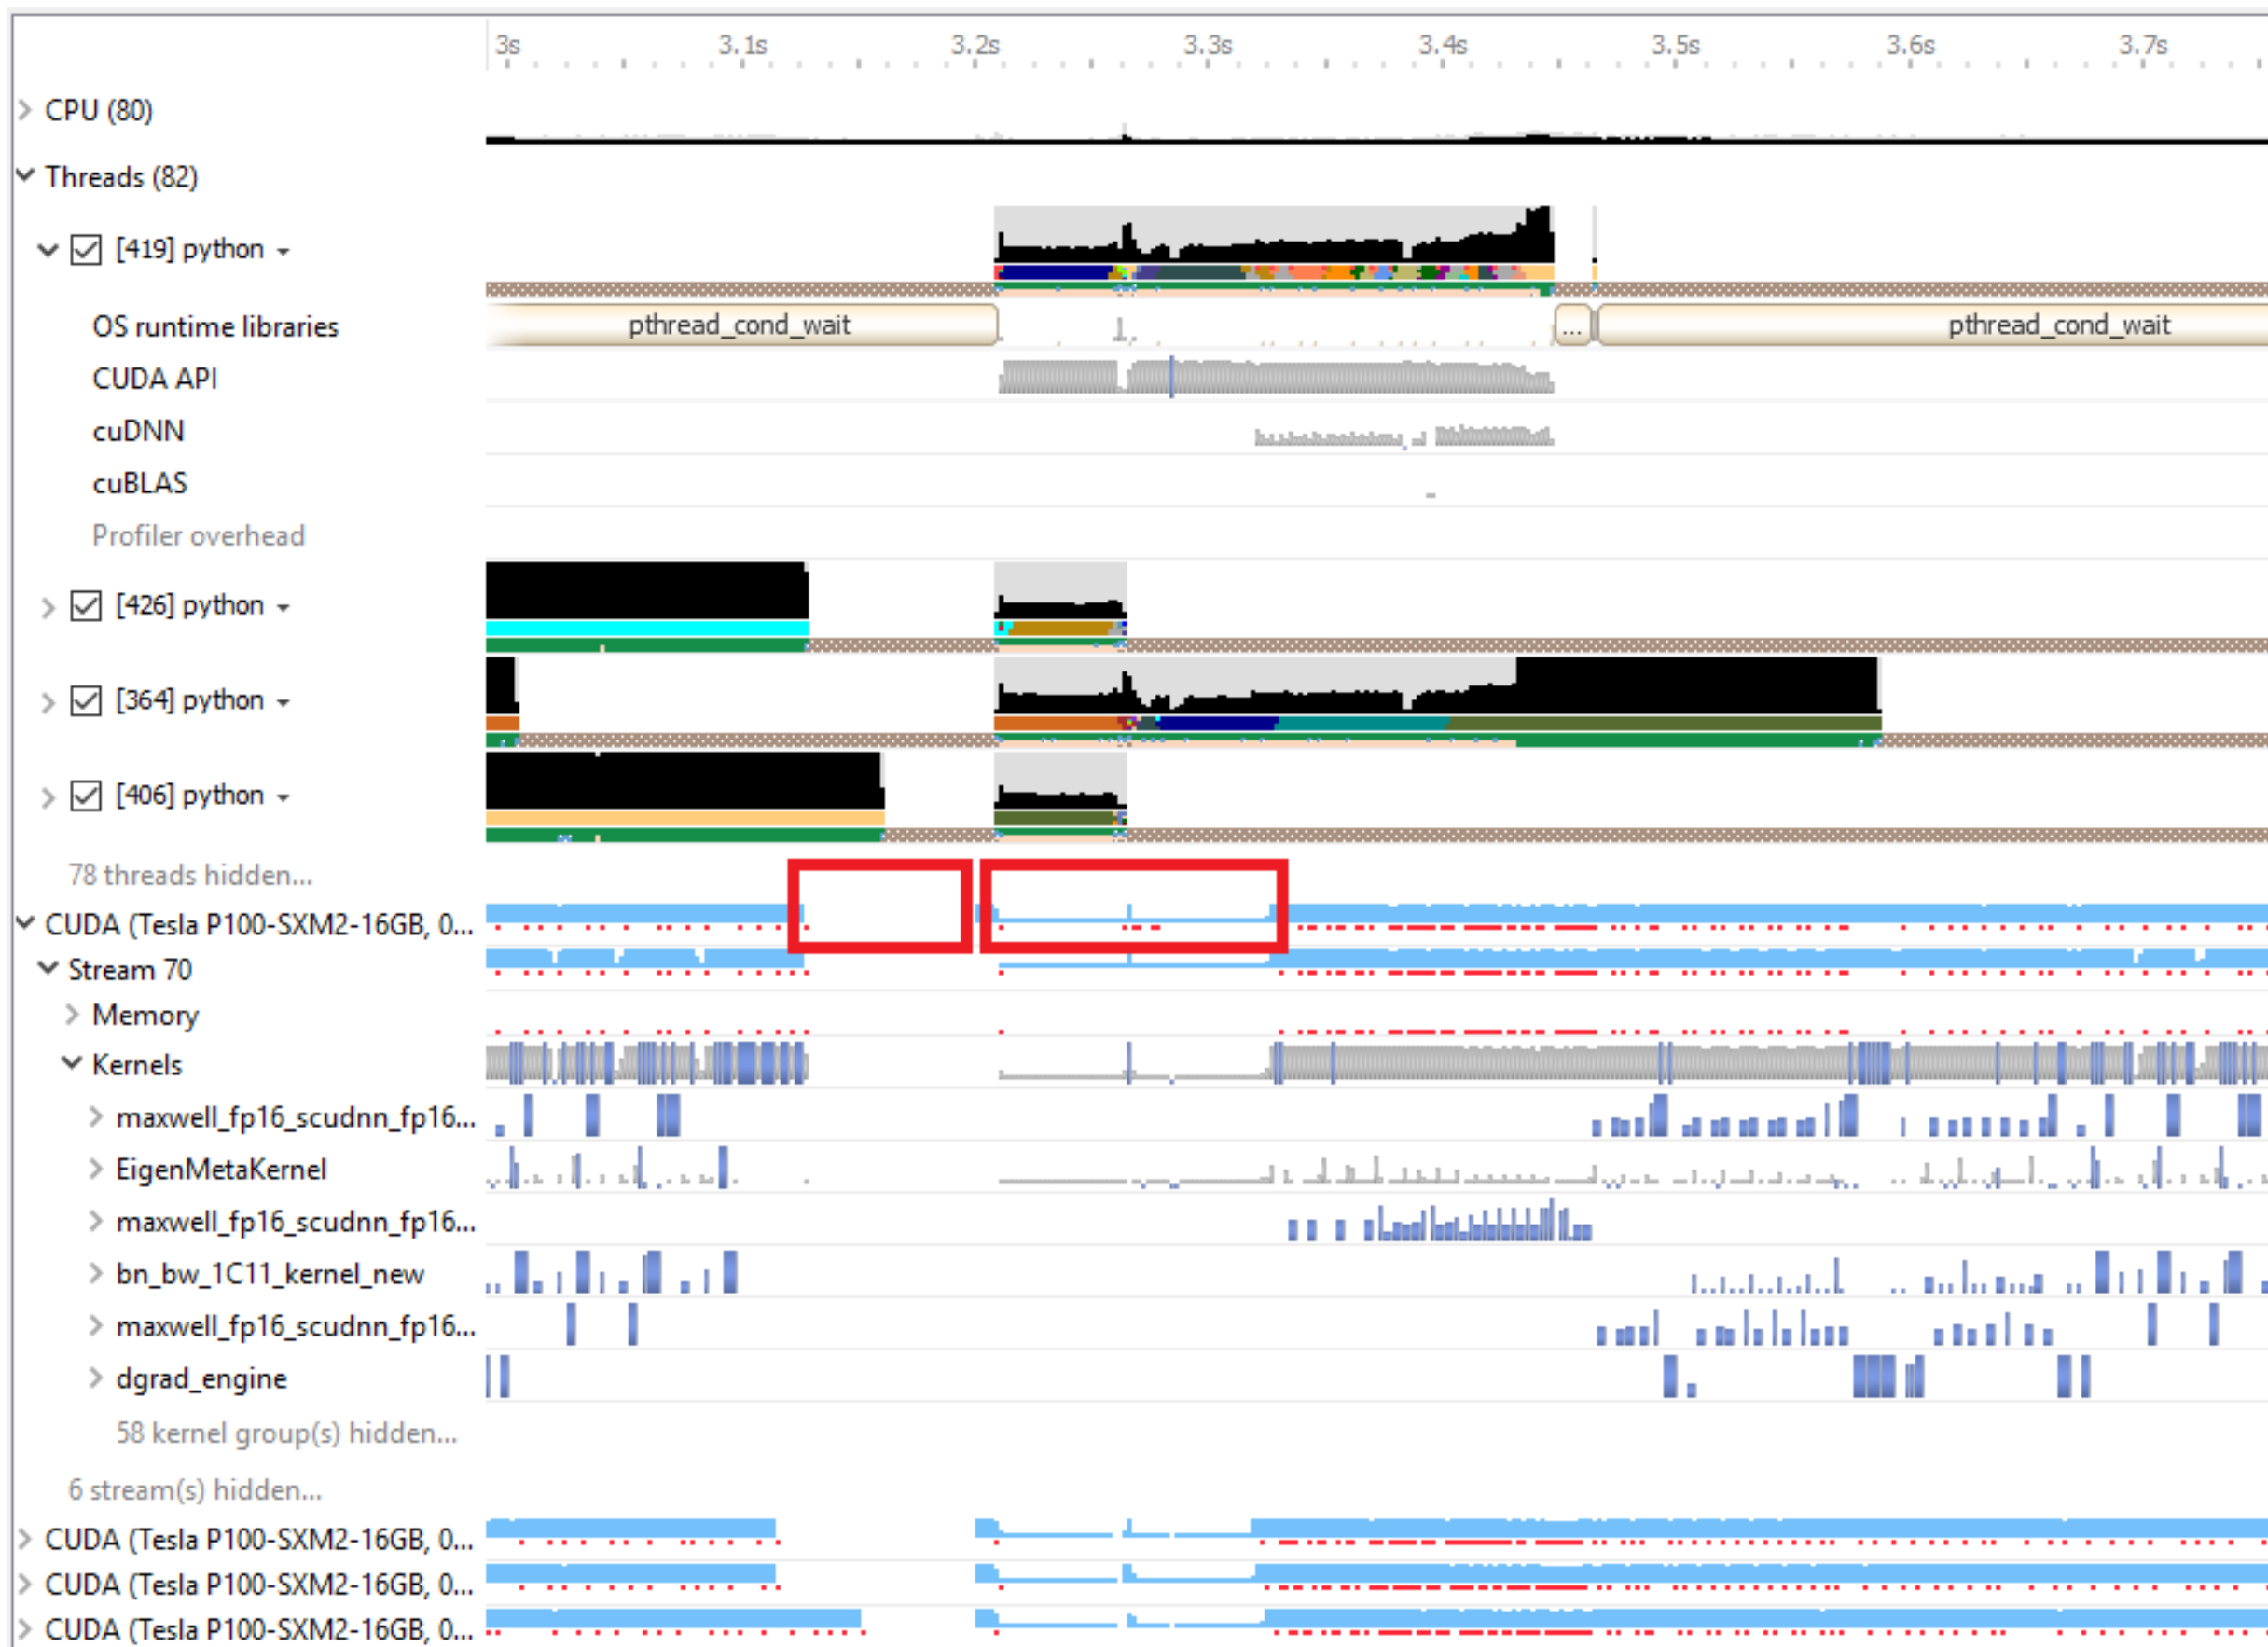 3s 3.1s 3.2s 3.3s 3.4s 3.5s 3.6s 3.7s
CPU (80)
Threads (82)
[419] python
OS runtime libraries pthread_cond_wait ... pthread_cond_wait
CUDA API
cuDNN
cuBLAS
Profiler overhead
[426] python
[364] python
[406] python
78 threads hidden...
CUDA (Tesla P100-SXM2-16GB, 0...
Stream 70
Memory
Kernels
maxwell_fp16_scudnn_fp16...
EigenMetaKernel
maxwell_fp16_scudnn_fp16...
bn_bw_1C11_kernel_new
maxwell_fp16_scudnn_fp16...
dgrad_engine
58 kernel group(s) hidden...
6 stream(s) hidden...
CUDA (Tesla P100-SXM2-16GB, 0...
CUDA (Tesla P100-SXM2-16GB, 0...
CUDA (Tesla P100-SXM2-16GB, 0...